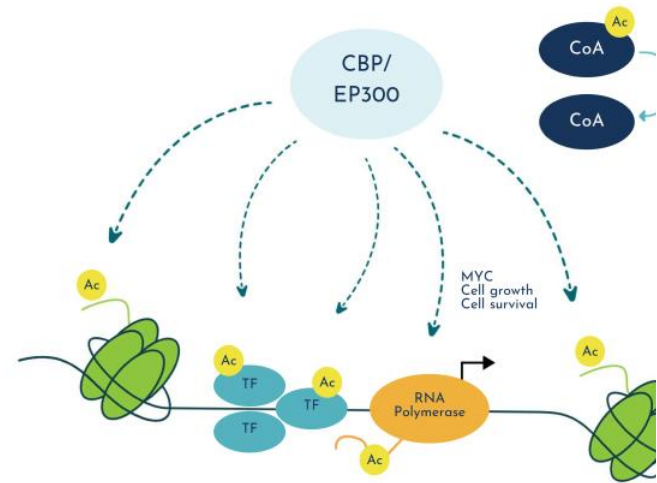 Ac
CoA
CBP/
EP300
CoA
MYC
Cell growth
Cell survival
Ac
Ac
Ac
Ac
TF
TF
TF
RNA
Polymerase
Ac